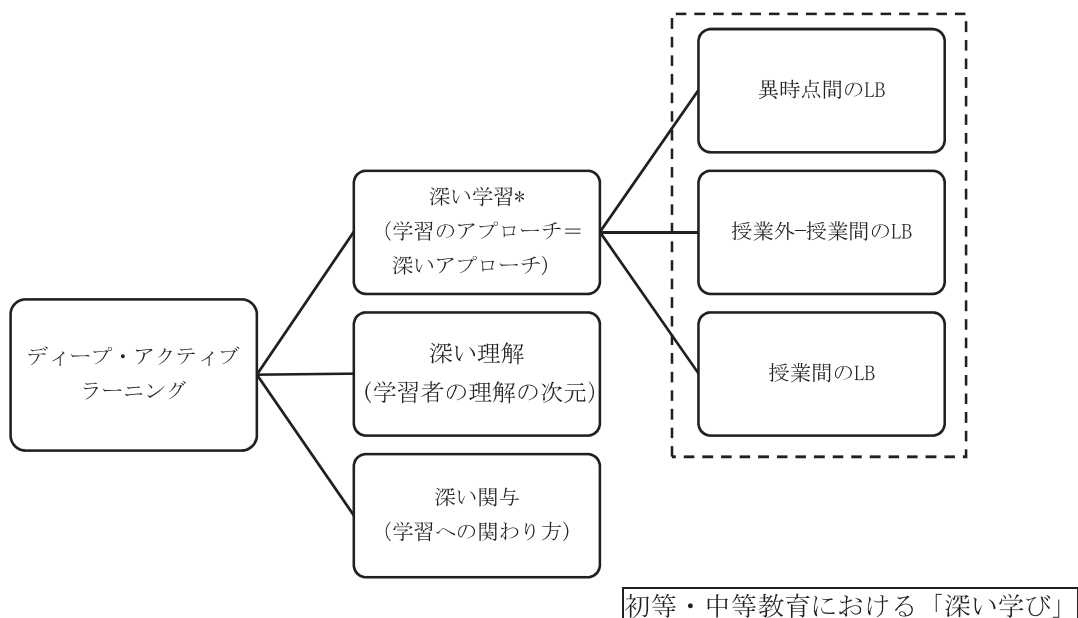 ディープ・アクティブ
ラーニング
深い学習*
(学習のアプローチ＝
深いアプローチ)
深い理解
(学習者の理解の次元)
深い関与
(学習への関わり方)
異時点間のLB
授業外−授業間のLB
授業間のLB
初等・中等教育における「深い学び」